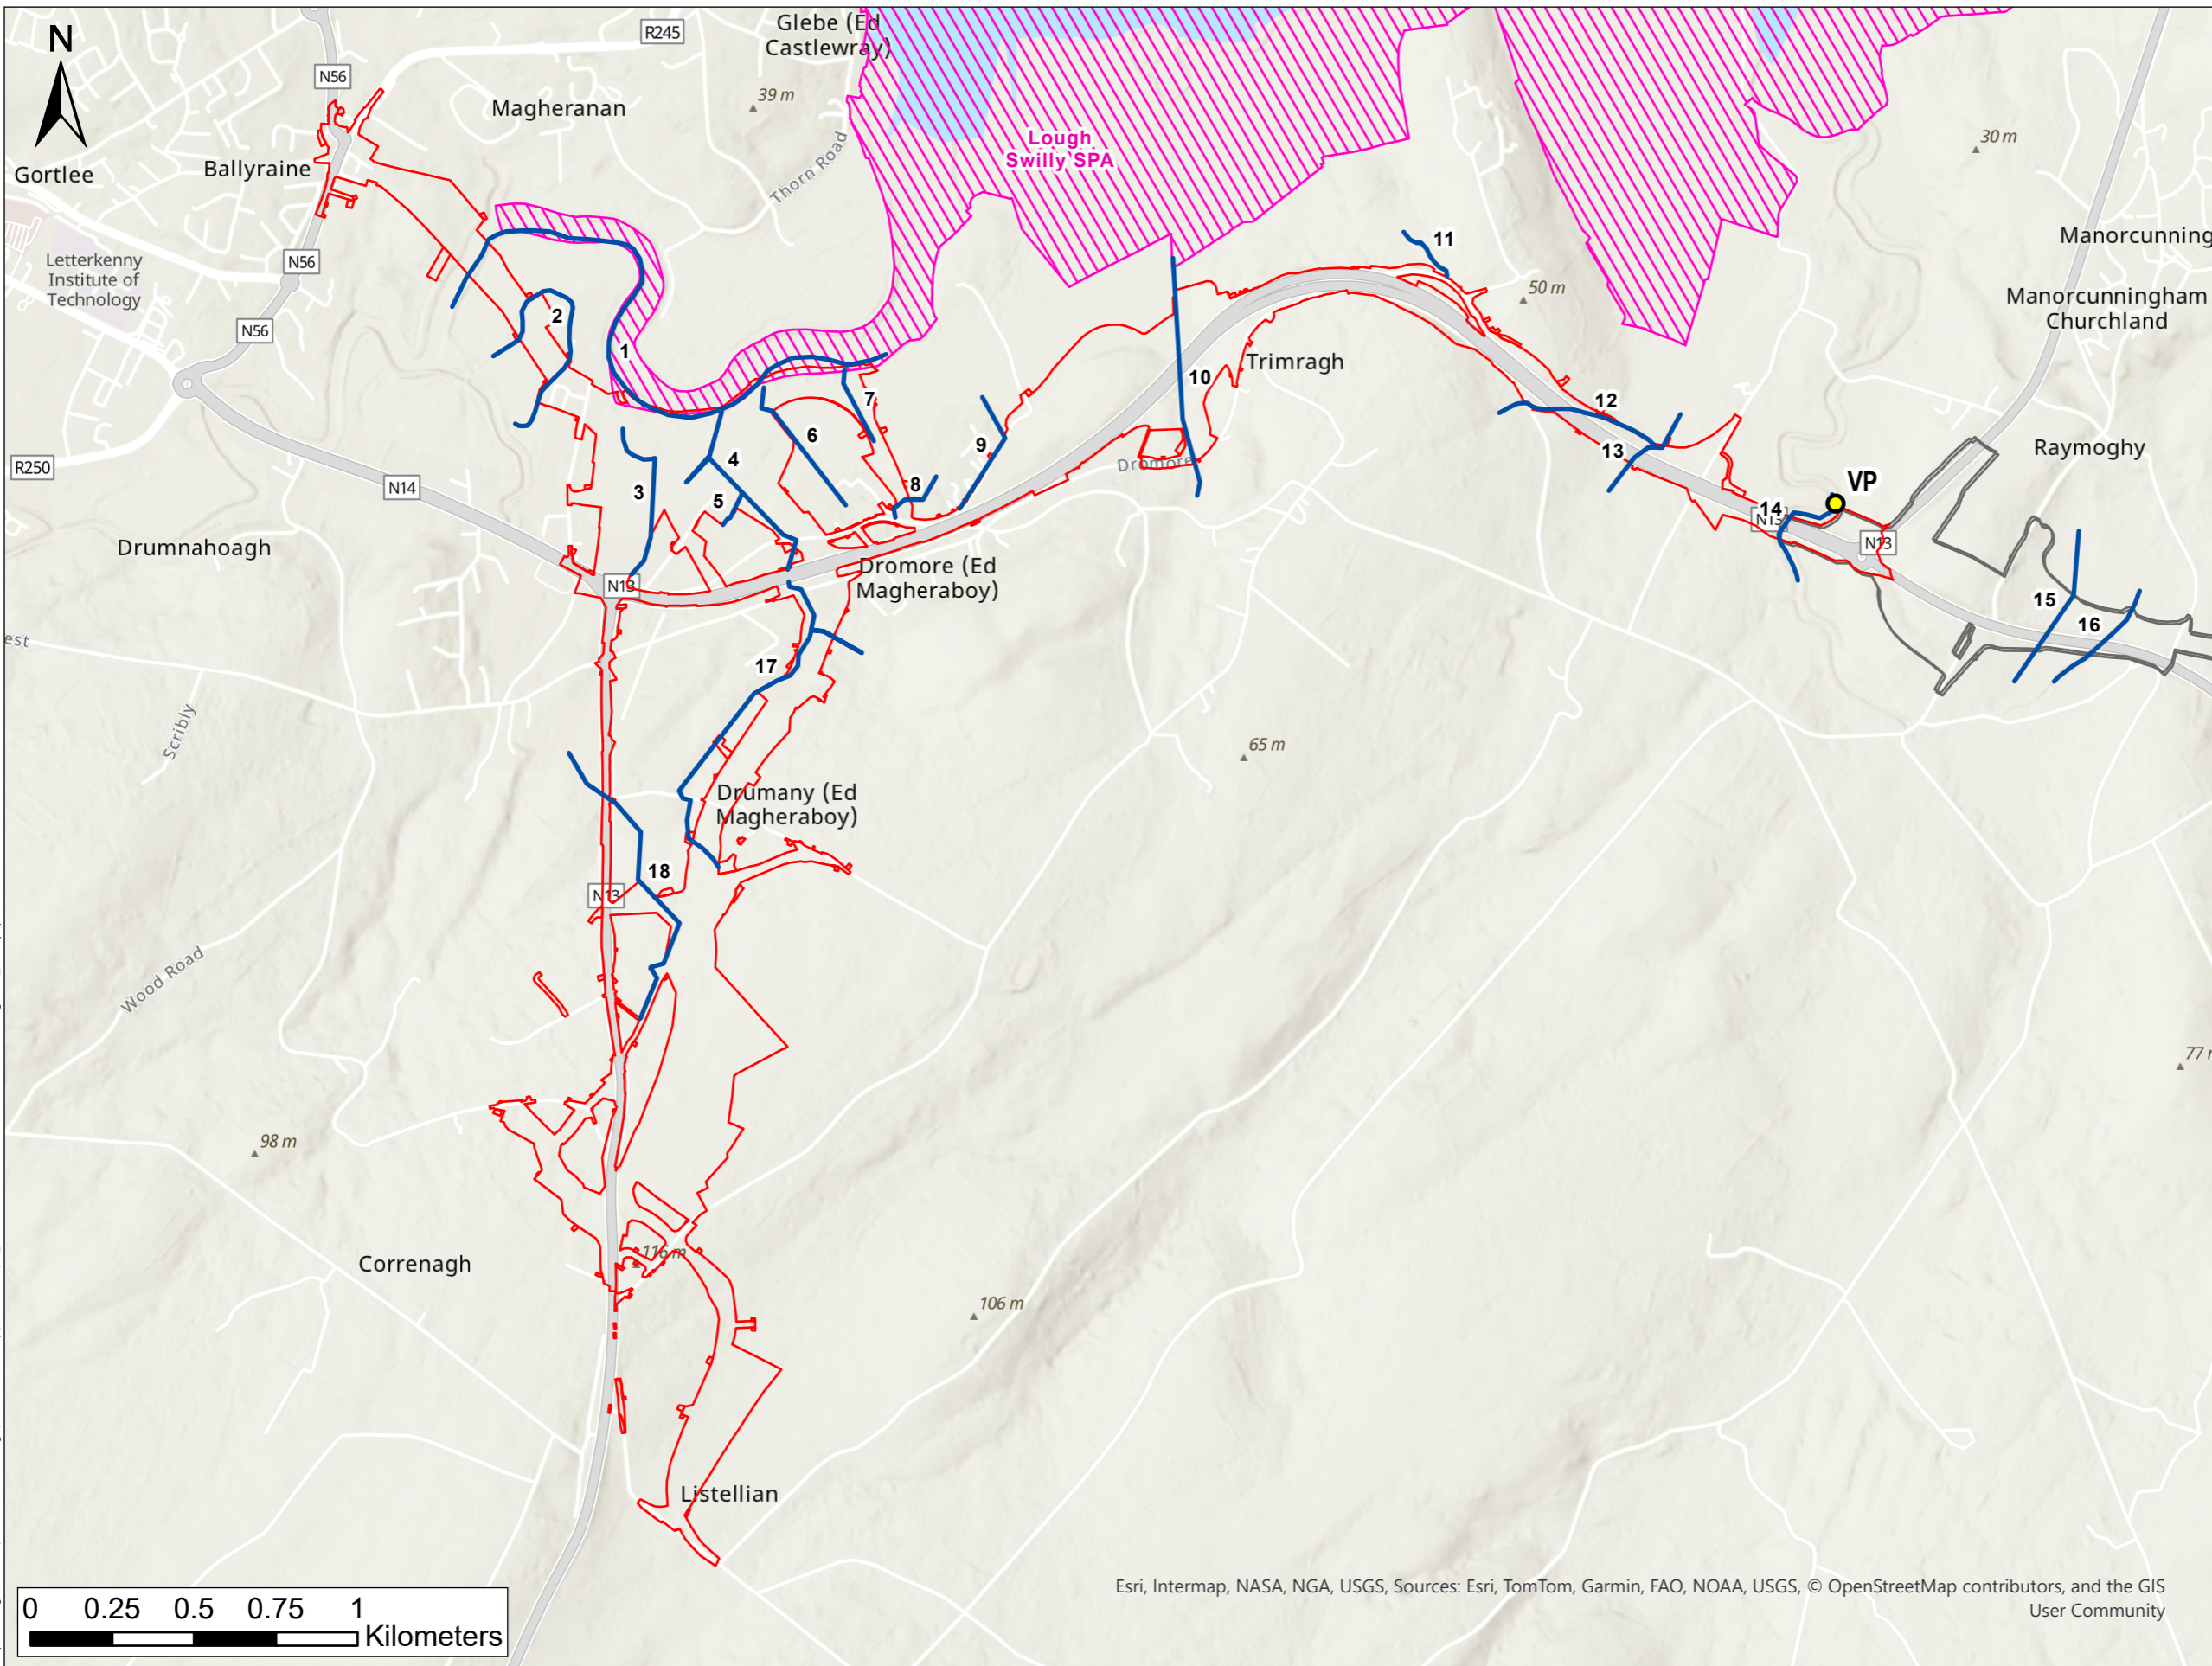 N
Glebe (Ed
Castlewray)
R245
N56
Magheranan
39 m
Thorn Road
Lough
Swilly SPA
30 m
Gortlee
Ballyraine
Letterkenny
Institute of
Technology
N56
N56
Manorcunning
Manorcunningham
Churchland
50 m
11
2
1
10
Trimragh
12
7
6
9
13
4
3
5
8
R250
N14
Dromore
VP
Raymoghy
14
N13
N13
Drumnahoagh
N13
Dromore (Ed
Magheraboy)
15
16
est
17
Scribly
65 m
Drumany (Ed
Magheraboy)
18
N13
Wood Road
77
98 m
Correnagh
116 m
106 m
Listellian
0 0.25 0.5 0.75 1
Kilometers
Esri, Intermap, NASA, NGA, USGS, Sources: Esri, TomTom, Garmin, FAO, NOAA, USGS, © OpenStreetMap contributors, and the GIS
User Community